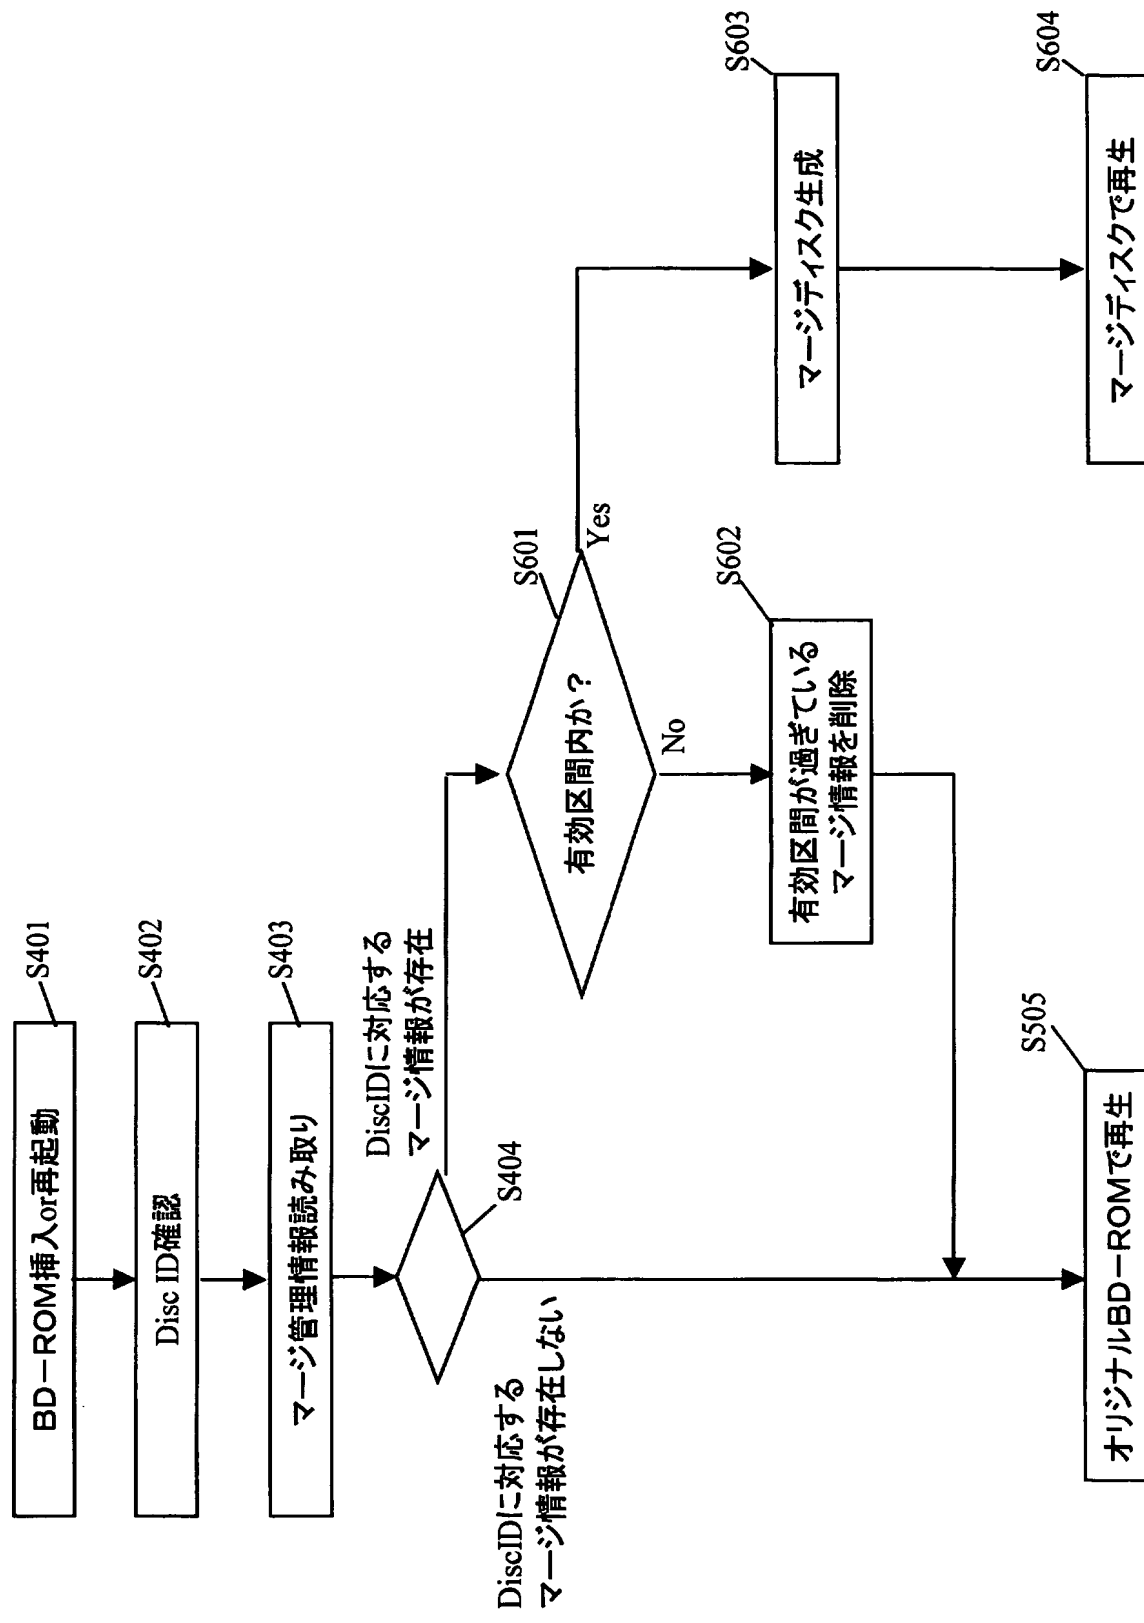 S401
BD－ROM挿入or再起動
S402
Disc ID確認
S403
マージ管理情報読み取り
DiscIDに対応する
マージ情報が存在
S404
DiscIDに対応する
マージ情報が存在しない
S601
有効区間内か？
Yes
No
S602
有効区間が過ぎている
マージ情報を削除
S603
マージディスク生成
S604
マージディスクで再生
S505
オリジナルBD－ROMで再生